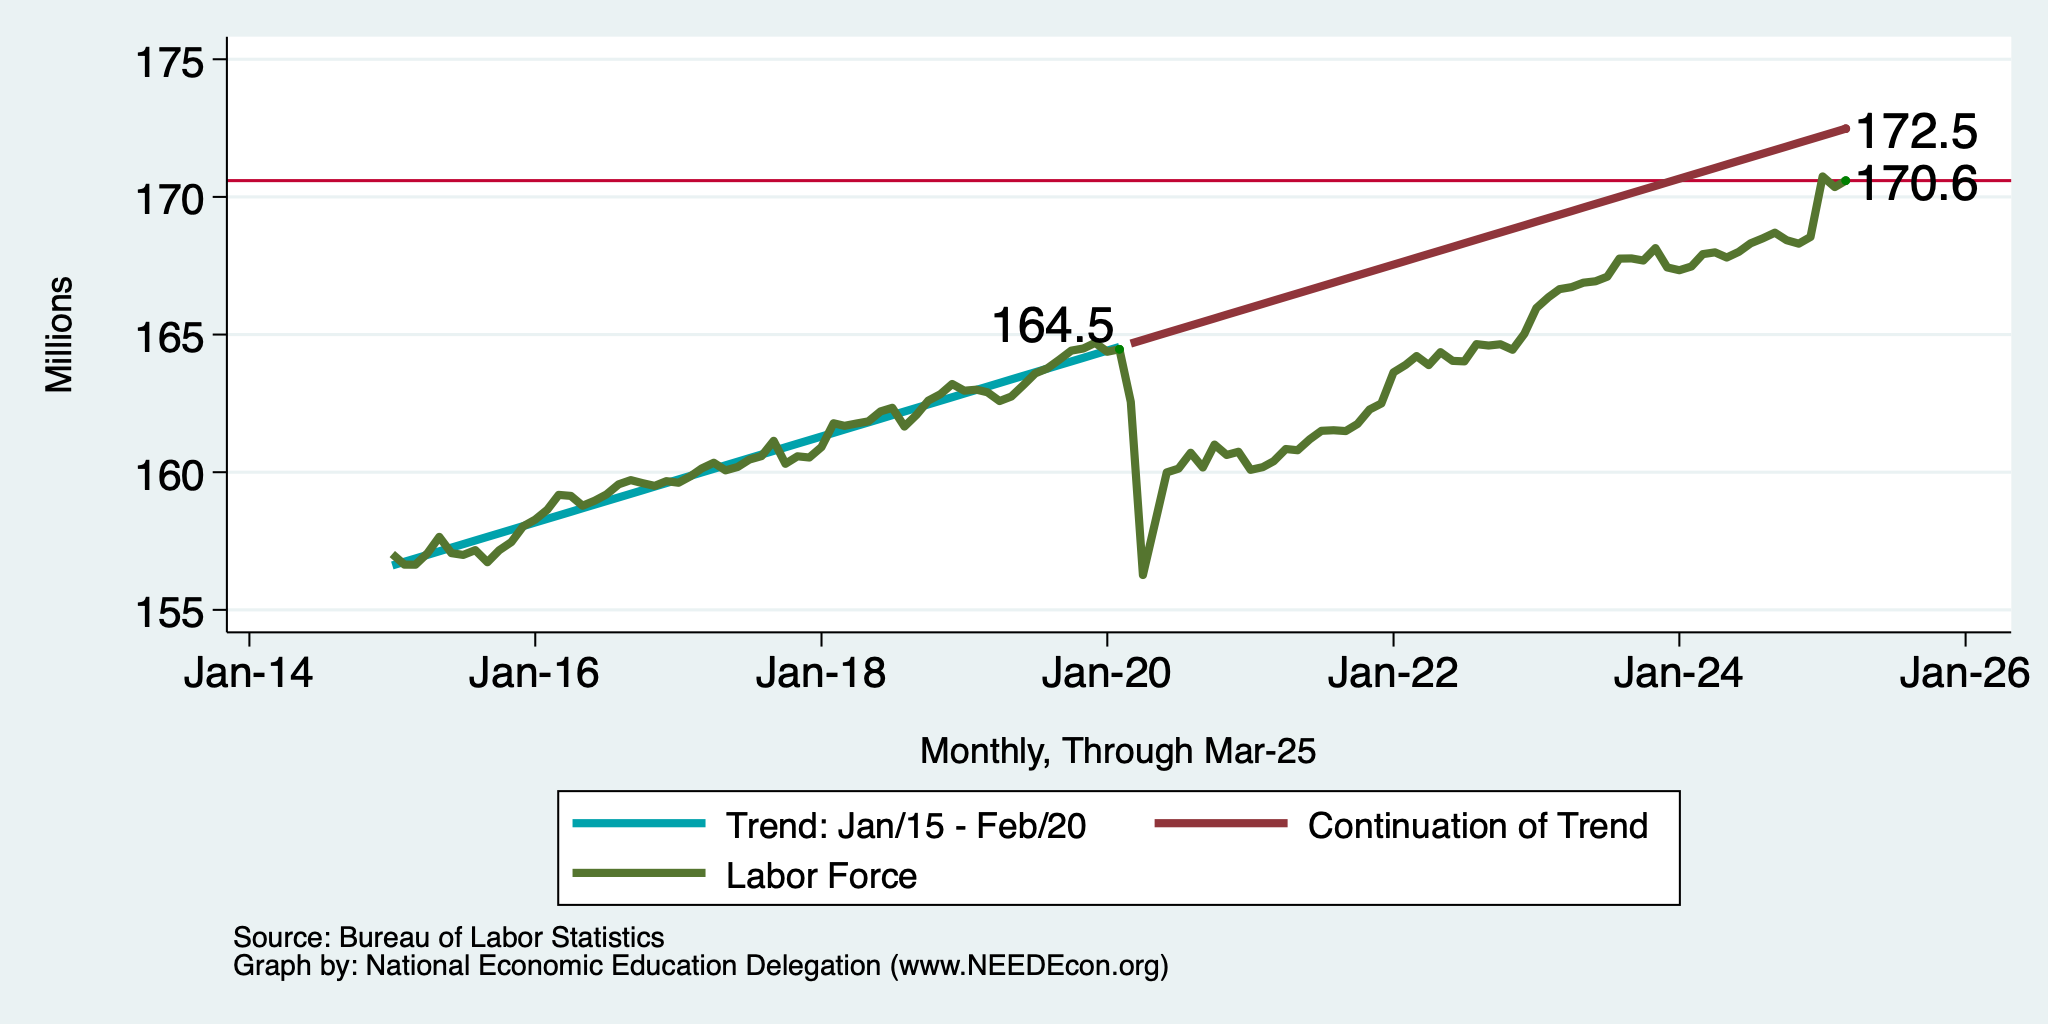 175
170
165
160
155
Millions
172.5
170.6
164.5
Jan-14 Jan-16 Jan-18 Jan-20 Jan-22 Jan-24 Jan-26
Monthly, Through Mar-25
Trend: Jan/15 - Feb/20 Continuation of Trend
Labor Force
Source: Bureau of Labor Statistics
Graph by: National Economic Education Delegation (www.NEEDEcon.org)